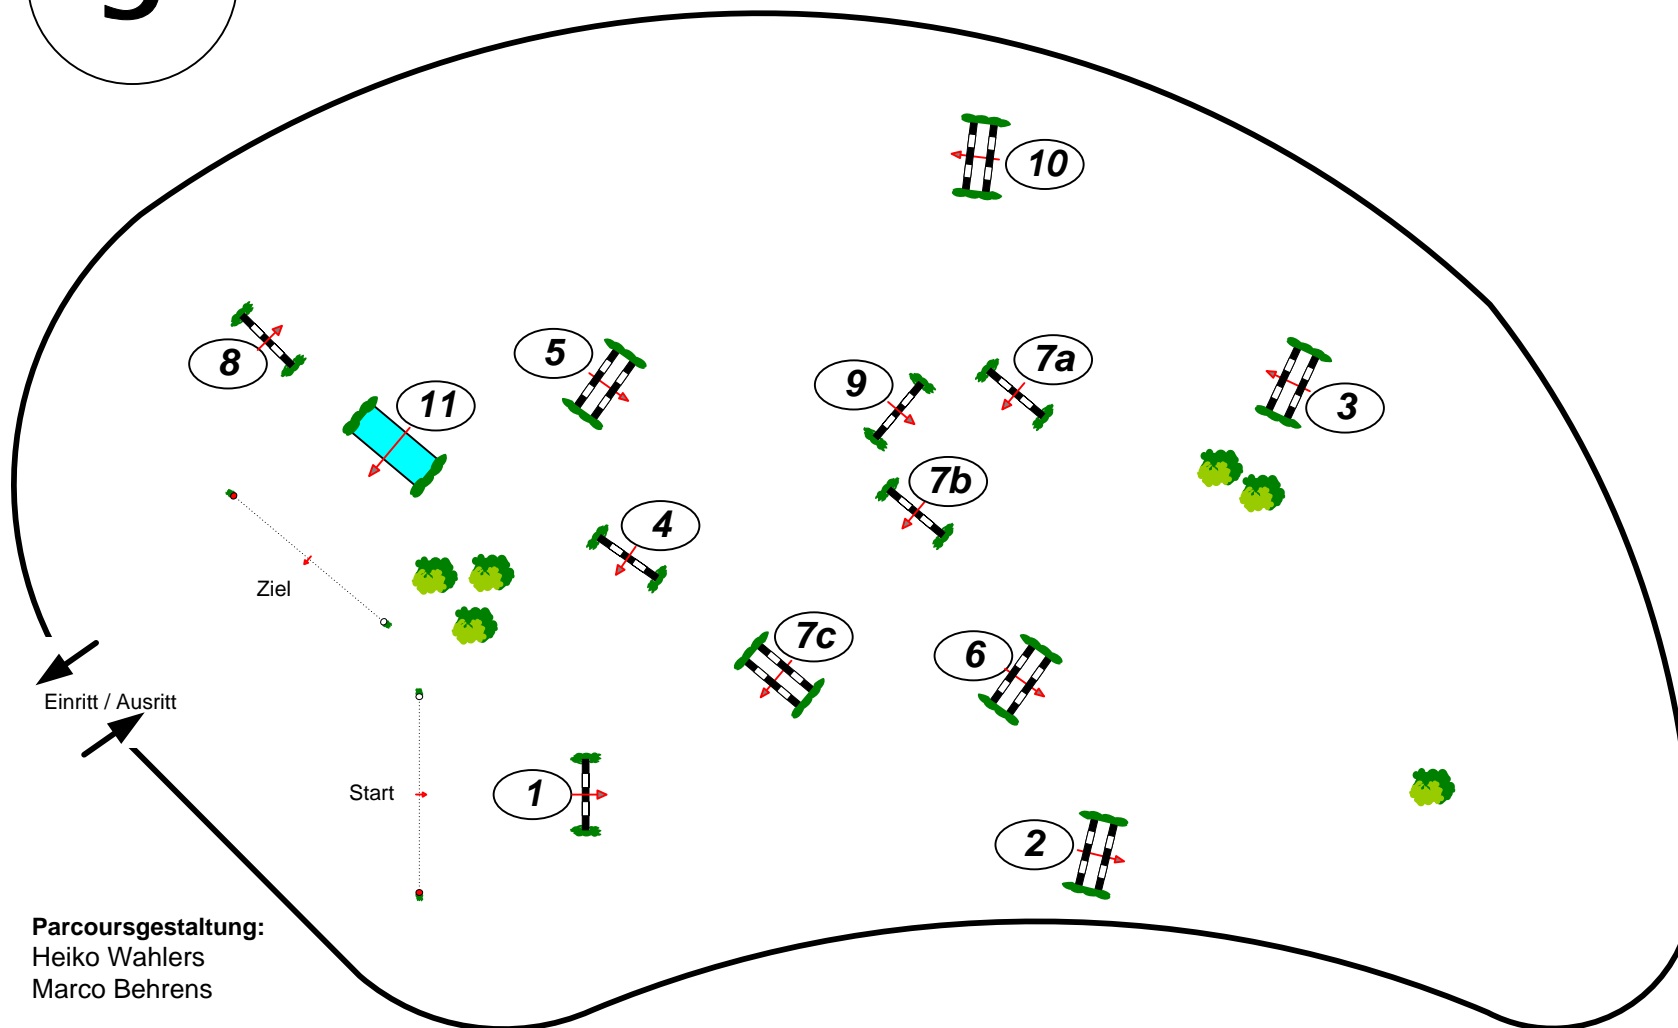 10
8
5
9
7a
3
11
7b
4
Ziel
7c
6
Einritt / Ausritt
Start
1
2
Parcoursgestaltung:
Heiko Wahlers
Marco Behrens